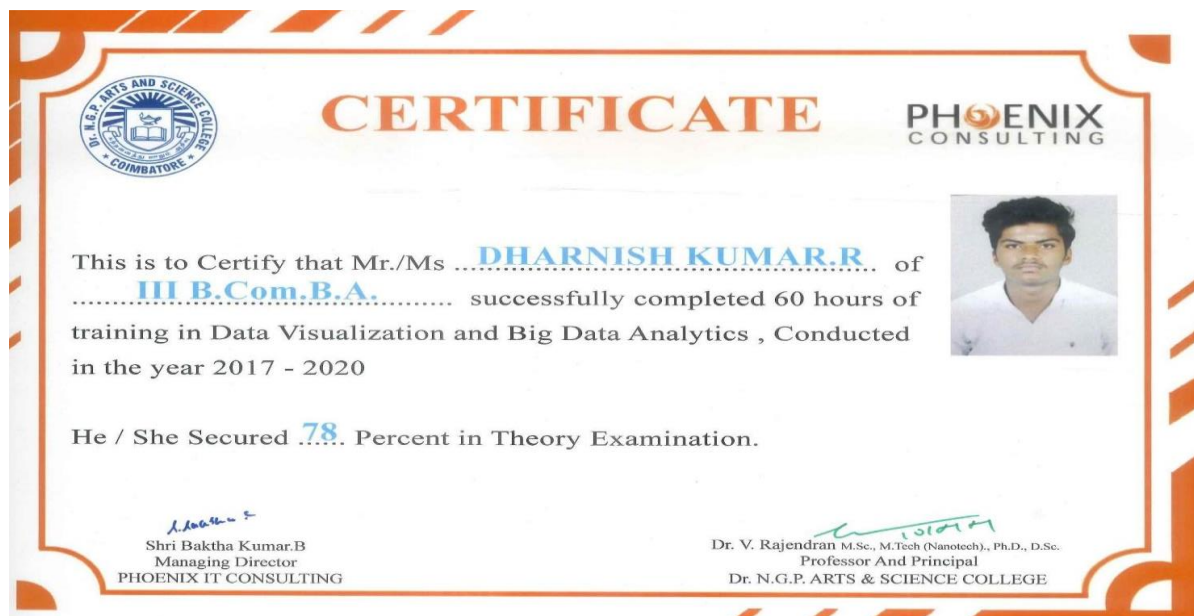 Dr. N.G.P. ARTS AND SCIENCE COLLEGE
COIMBATORE
CERTIFICATE
PHOENIX
CONSULTING
This is to Certify that Mr./Ms ...DHARNISH KUMAR.R... of
.........III B.Com.B.A.......... successfully completed 60 hours of
training in Data Visualization and Big Data Analytics , Conducted
in the year 2017 - 2020
He / She Secured ..78.. Percent in Theory Examination.
Shri Baktha Kumar.B
Managing Director
PHOENIX IT CONSULTING
Dr. V. Rajendran M.Sc., M.Tech (Nanotech)., Ph.D., D.Sc.
Professor And Principal
Dr. N.G.P. ARTS & SCIENCE COLLEGE